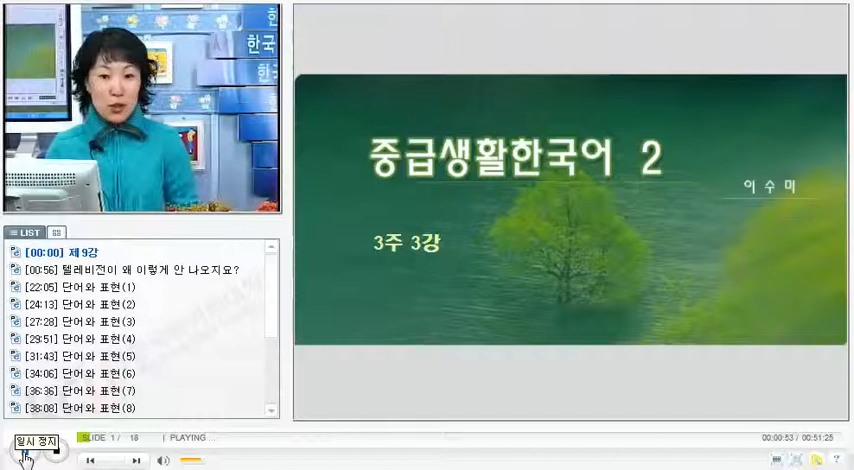 한
한국
한
중급생활한국어 2
이 수 미
3주 3강
LIST
[00:00] 제 9강
[00:56] 텔레비전이 왜 이렇게 안 나오지요?
[22:05] 단어와 표현(1)
[24:13] 단어와 표현(2)
[27:28] 단어와 표현(3)
[29:51] 단어와 표현(4)
[31:43] 단어와 표현(5)
[34:06] 단어와 표현(6)
[36:36] 단어와 표현(7)
[38:08] 단어와 표현(8)
일시 정지
SLIDE 1 / 18 | PLAYING ...
00:00:53 / 00:51:25